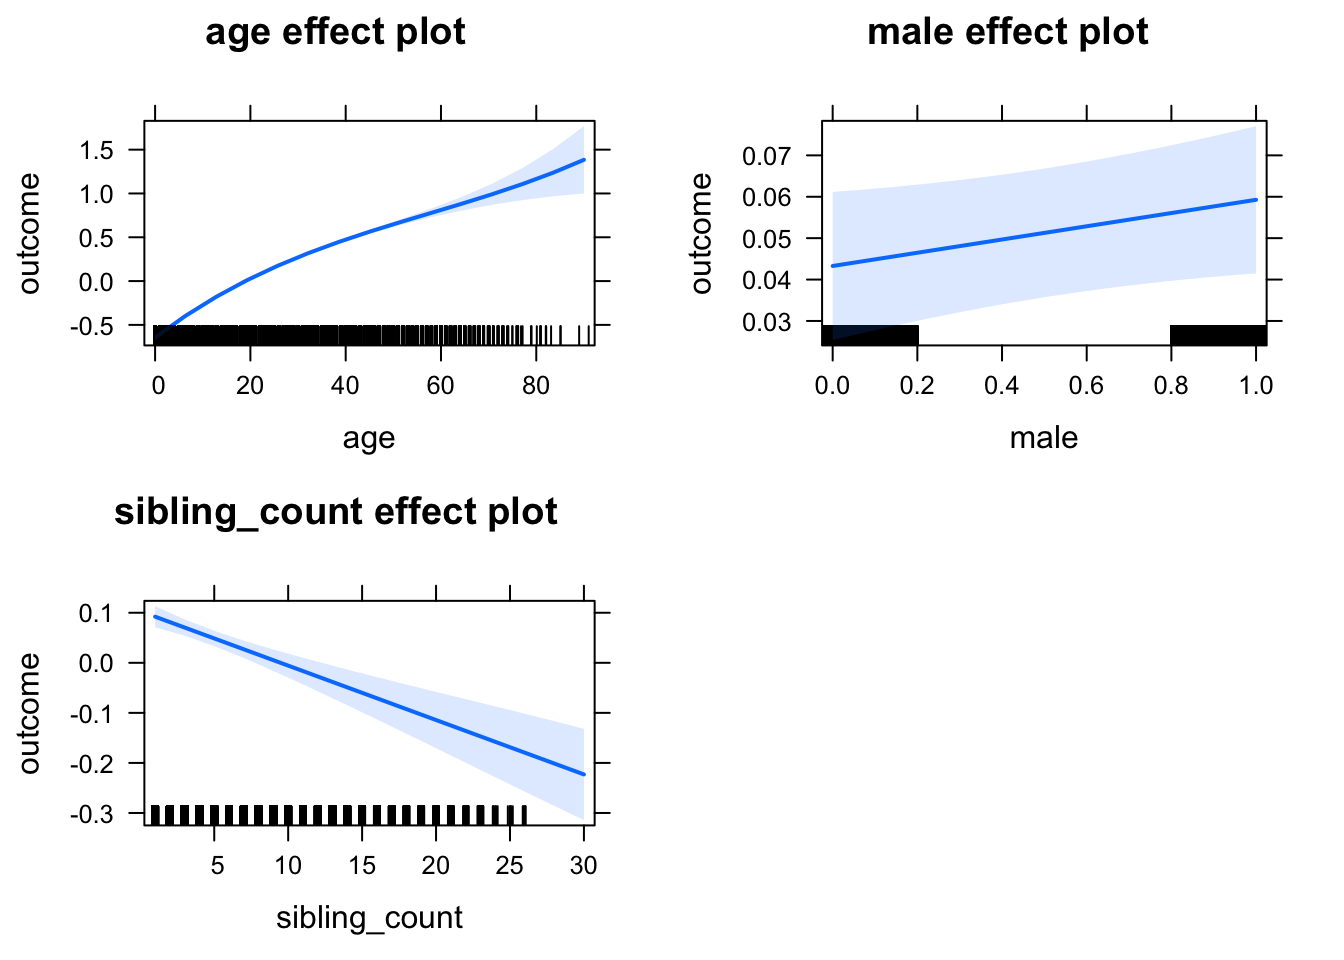 age effect plot
outcome
1.5
1.0
0.5
0.0
-0.5
0 20 40 60 80
age
male effect plot
outcome
0.07
0.06
0.05
0.04
0.03
0.0 0.2 0.4 0.6 0.8 1.0
male
sibling_count effect plot
outcome
0.1
0.0
-0.1
-0.2
-0.3
5 10 15 20 25 30
sibling_count